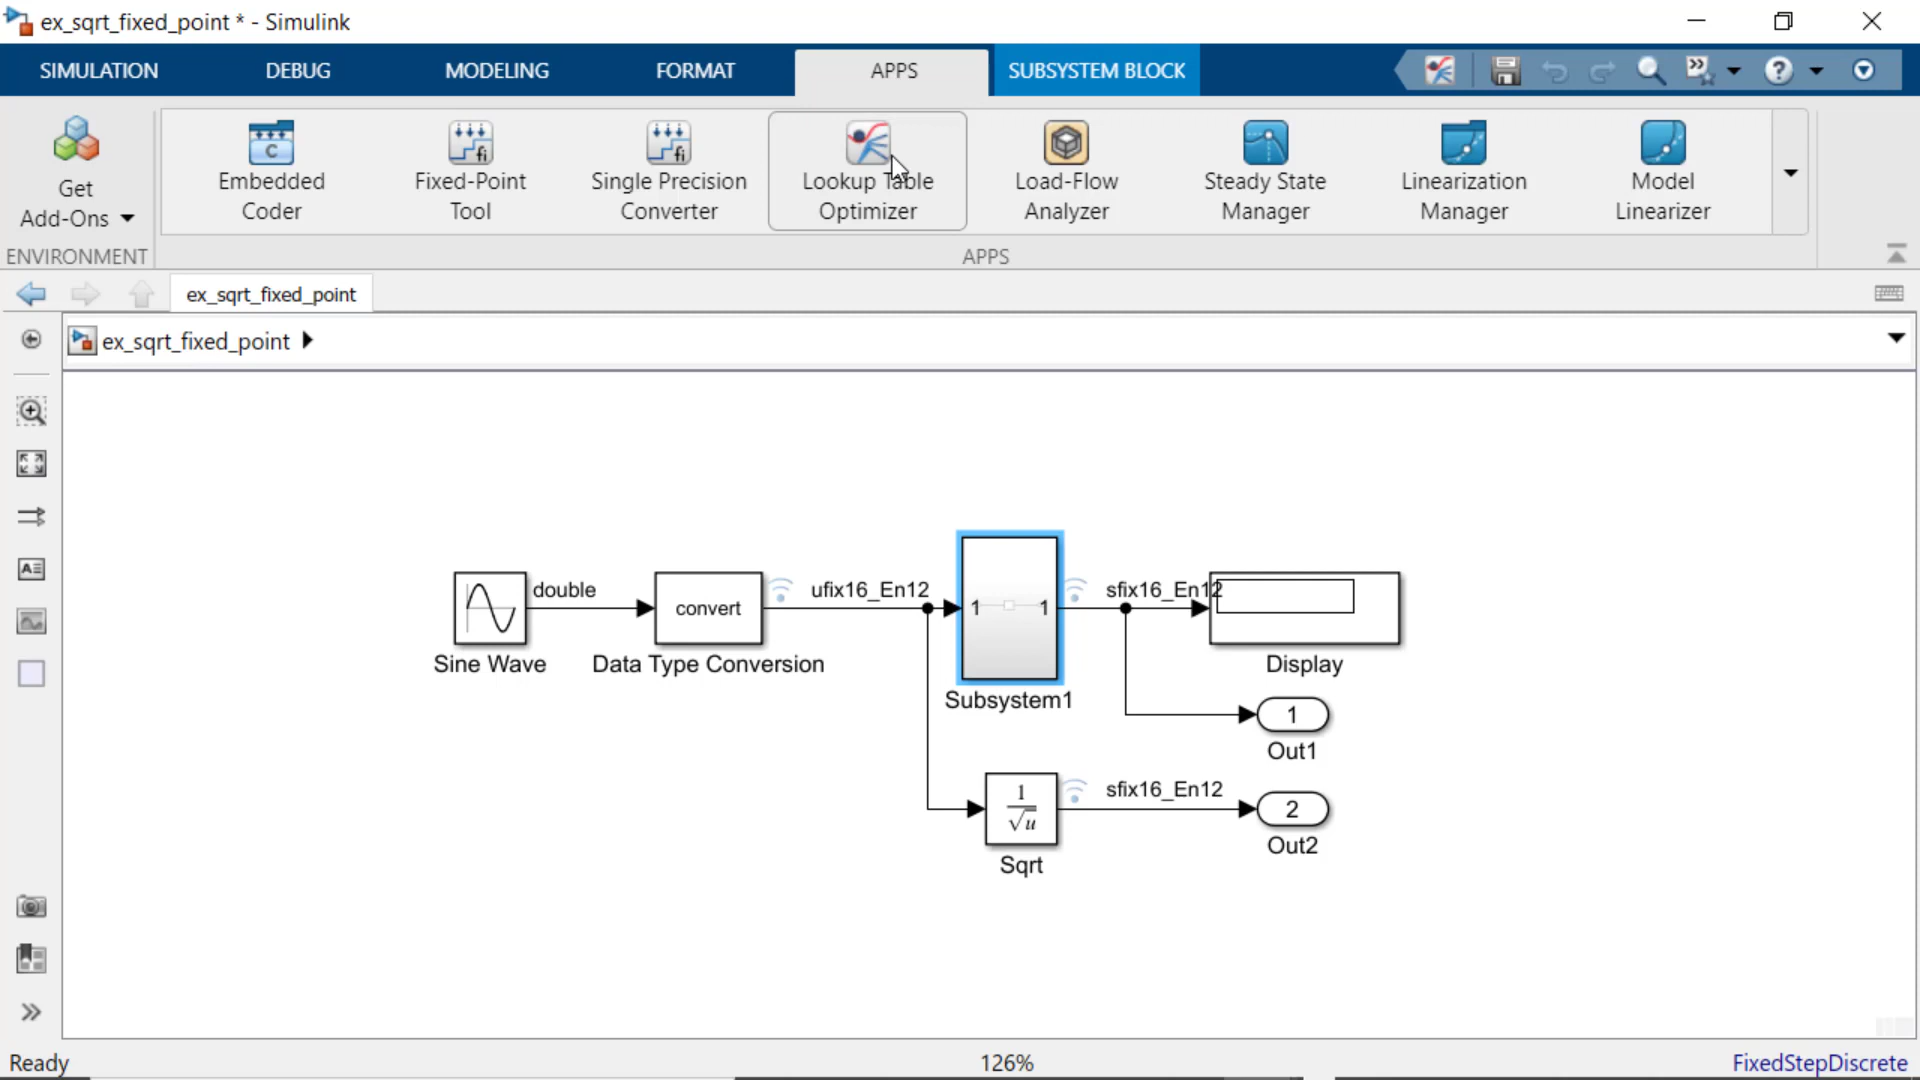 ex_sqrt_fixed_point * - Simulink
SIMULATION DEBUG MODELING FORMAT APPS SUBSYSTEM BLOCK
Get
Add-Ons
Embedded
Coder
Fixed-Point
Tool
Single Precision
Converter
Lookup Table
Optimizer
Load-Flow
Analyzer
Steady State
Manager
Linearization
Manager
Model
Linearizer
ENVIRONMENT
APPS
ex_sqrt_fixed_point
ex_sqrt_fixed_point
Sine Wave
double
convert
Data Type Conversion
ufix16_En12
1 1
Subsystem1
sfix16_En12
Display
1
Out1
1
√u
Sqrt
sfix16_En12
2
Out2
Ready
126%
FixedStepDiscrete